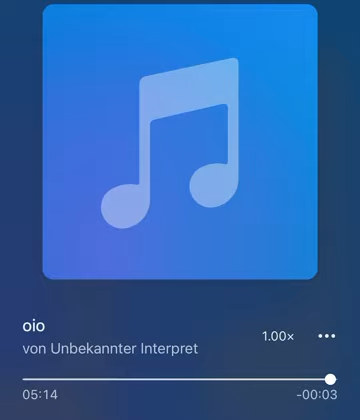 oio
1.00×
von Unbekannter Interpret
05:14
-00:03